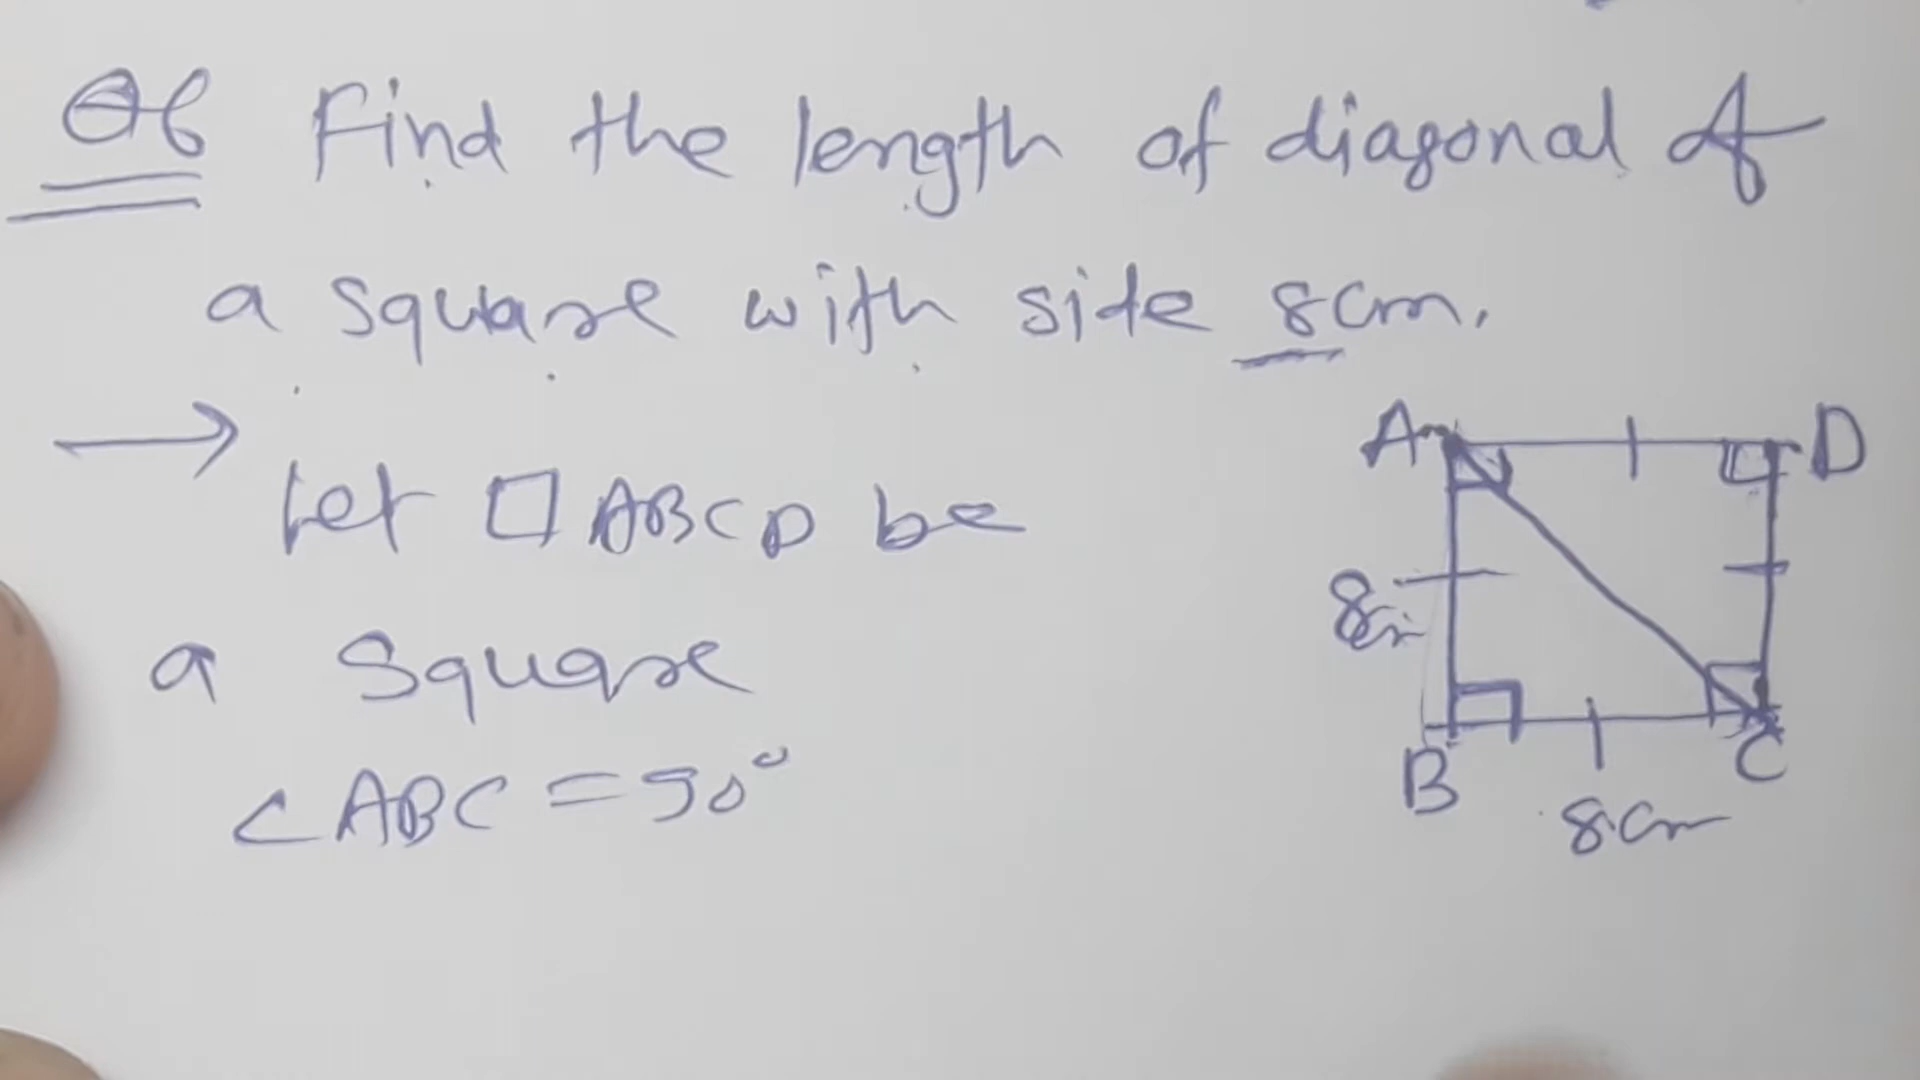 Q6 Find the length of diagonal of
a square with side 8cm.
→
Let □ABCD be
a square
∠ABC = 90°
A
D
8cm
B
C
8cm